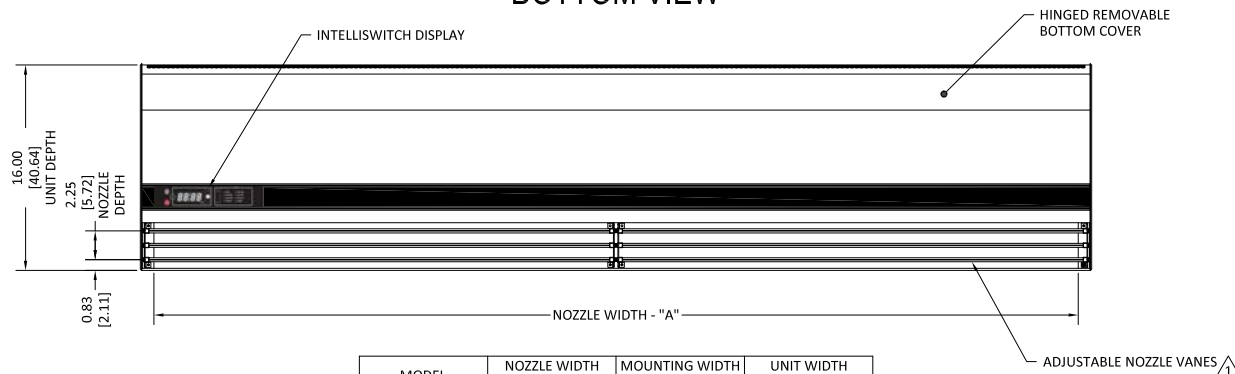 BOTTOM VIEW
INTELLISWITCH DISPLAY
HINGED REMOVABLE
BOTTOM COVER
16.00
[40.64]
UNIT DEPTH
2.25
[5.72]
NOZZLE
DEPTH
0.83
[2.11]
NOZZLE WIDTH - "A"
ADJUSTABLE NOZZLE VANES
1
MODEL
NOZZLE WIDTH
MOUNTING WIDTH
UNIT WIDTH